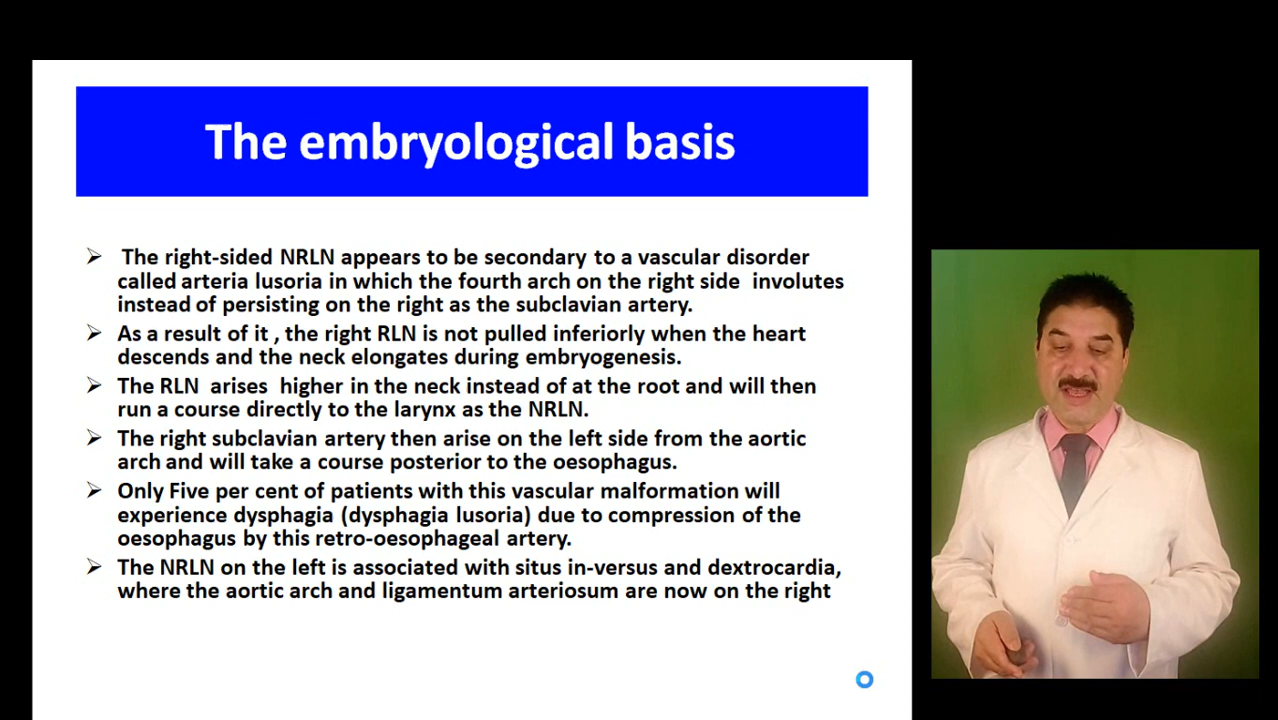 The embryological basis
The right-sided NRLN appears to be secondary to a vascular disorder
called arteria lusoria in which the fourth arch on the right side involutes
instead of persisting on the right as the subclavian artery.
As a result of it , the right RLN is not pulled inferiorly when the heart
descends and the neck elongates during embryogenesis.
The RLN arises higher in the neck instead of at the root and will then
run a course directly to the larynx as the NRLN.
The right subclavian artery then arise on the left side from the aortic
arch and will take a course posterior to the oesophagus.
Only Five per cent of patients with this vascular malformation will
experience dysphagia (dysphagia lusoria) due to compression of the
oesophagus by this retro-oesophageal artery.
The NRLN on the left is associated with situs in-versus and dextrocardia,
where the aortic arch and ligamentum arteriosum are now on the right